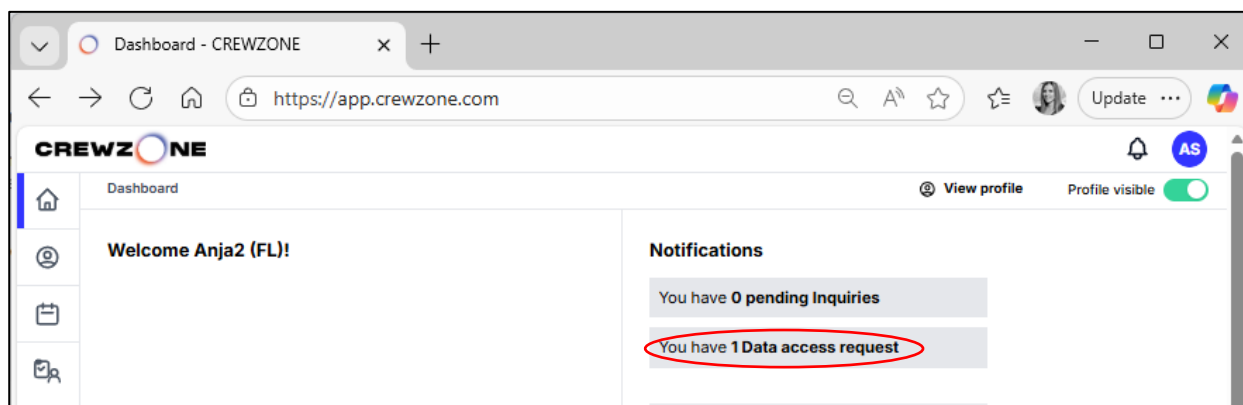 Dashboard - CREWZONE
https://app.crewzone.com
Update
CREWZONE
AS
Dashboard
View profile
Profile visible
Welcome Anja2 (FL)!
Notifications
You have 0 pending Inquiries
You have 1 Data access request